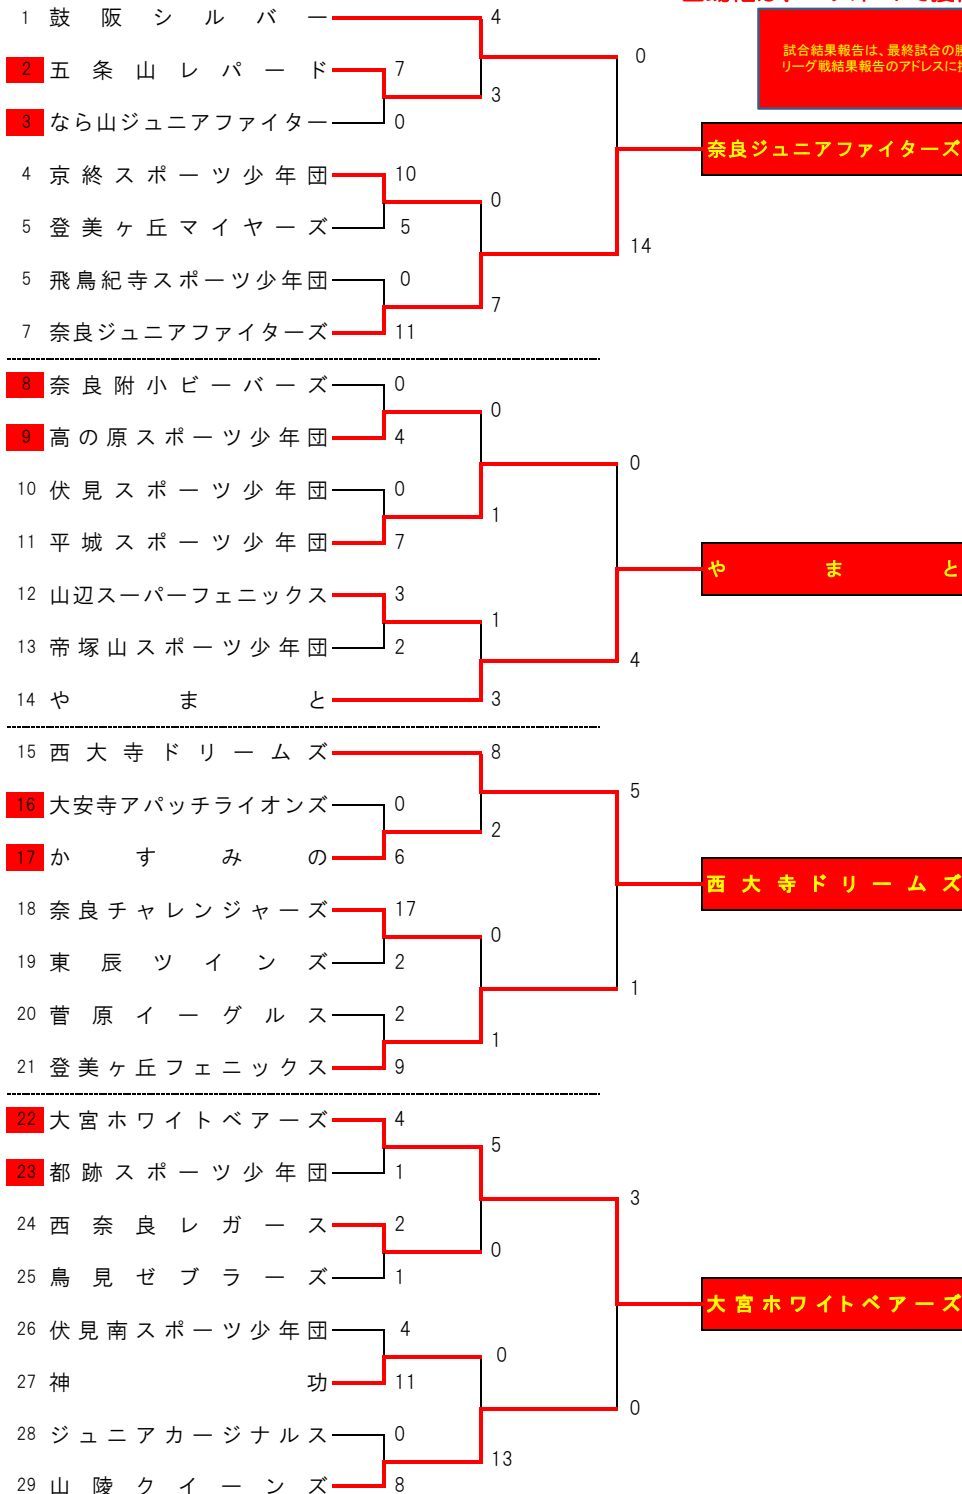 1 鼓阪シルバー 4
0
試合結果報告は、最終試合の
リーグ戦結果報告のアドレスに
2 五条山レパード 7
3
3 なら山ジュニアファイター 0
奈良ジュニアファイターズ
4 京終スポーツ少年団 10
0
5 登美ヶ丘マイヤーズ 5
14
5 飛鳥紀寺スポーツ少年団 0
7
7 奈良ジュニアファイターズ 11
8 奈良附小ビーバーズ 0
0
9 高の原スポーツ少年団 4
0
10 伏見スポーツ少年団 0
1
11 平城スポーツ少年団 7
やまと
12 山辺スーパーフェニックス 3
1
13 帝塚山スポーツ少年団 2
4
14 やまと 3
15 西大寺ドリームズ 8
5
16 大安寺アパッチライオンズ 0
2
17 かすみの 6
西大寺ドリームズ
18 奈良チャレンジャーズ 17
0
19 東辰ツインズ 2
1
20 菅原イーグルス 2
1
21 登美ヶ丘フェニックス 9
22 大宮ホワイトベアーズ 4
5
23 都跡スポーツ少年団 1
3
24 西奈良レガース 2
0
25 鳥見ゼブラーズ 1
大宮ホワイトベアーズ
26 伏見南スポーツ少年団 4
0
27 神功 11
0
28 ジュニアカージナルス 0
13
29 山陵クイーンズ 8